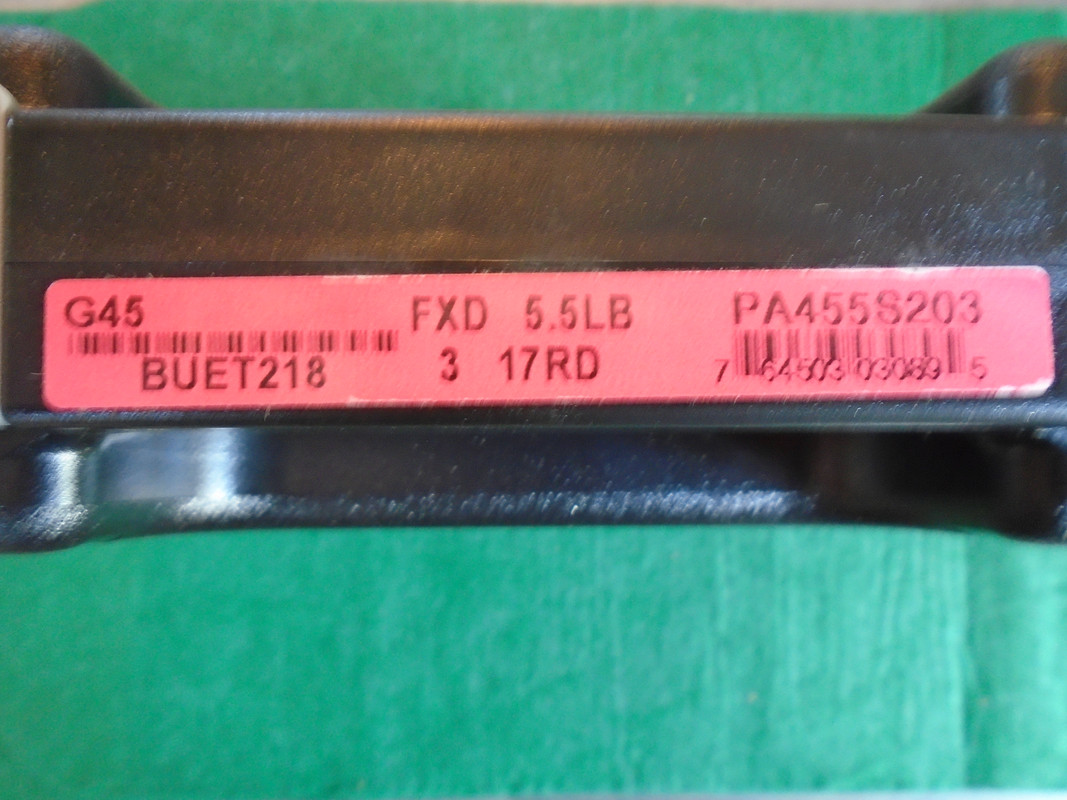 G45 FXD 5.5LB PA455S203
BUET218 3 17RD 7 64503 03089 5